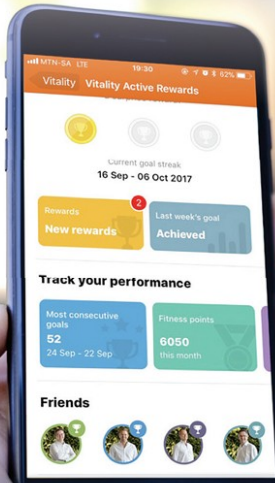 MTN-SA LTE 19:30 62%
Vitality Vitality Active Rewards
Current goal streak
16 Sep - 06 Oct 2017
2
Rewards
New rewards
Last week's goal
Achieved
Track your performance
Most consecutive
goals
52
24 Sep - 22 Sep
Fitness points
6050
this month
Friends